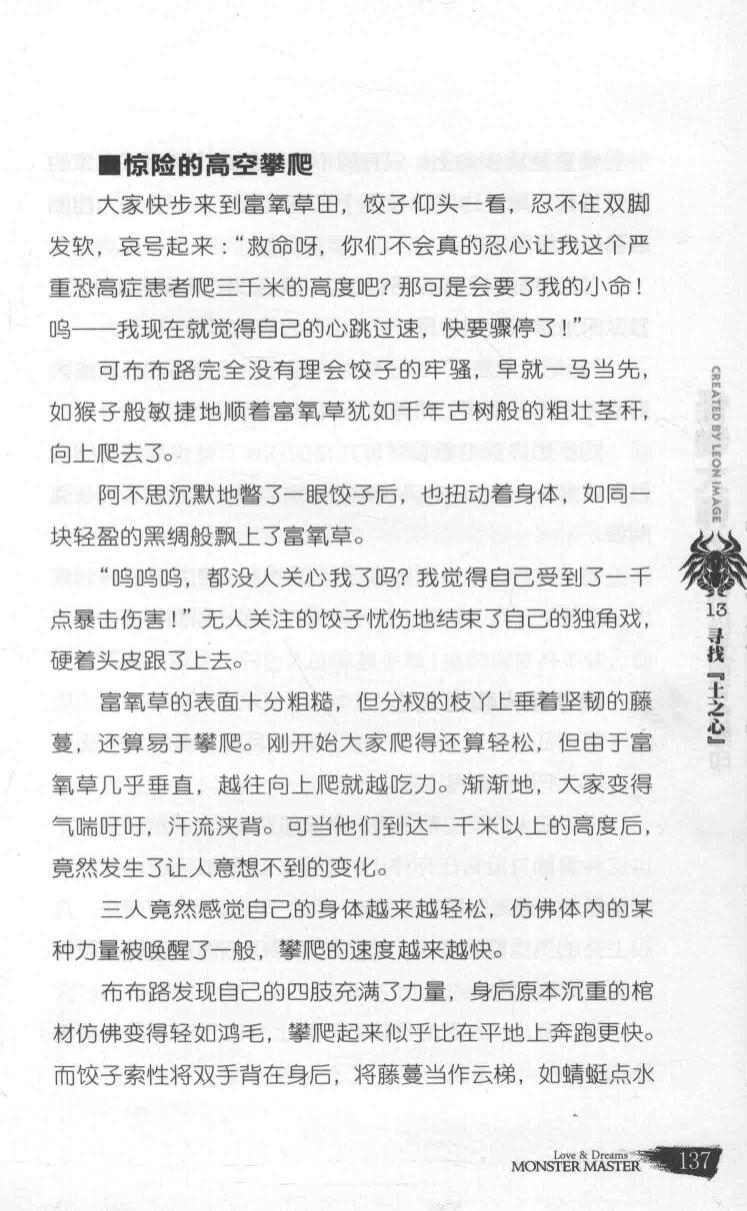 ■惊险的高空攀爬
大家快步来到富氧草田，饺子仰头一看，忍不住双脚
发软，哀号起来：“救命呀，你们不会真的忍心让我这个严
重恐高症患者爬三千米的高度吧？那可是会要了我的小命！
呜——我现在就觉得自己的心跳过速，快要骤停了！”
可布布路完全没有理会饺子的牢骚，早就一马当先，
如猴子般敏捷地顺着富氧草犹如千年古树般的粗壮茎秆，
向上爬去了。
阿不思沉默地瞥了一眼饺子后，也扭动着身体，如同一
块轻盈的黑绸般飘上了富氧草。
“呜呜呜，都没人关心我了吗？我觉得自己受到了一千
点暴击伤害！”无人关注的饺子忧伤地结束了自己的独角戏，
硬着头皮跟了上去。
富氧草的表面十分粗糙，但分杈的枝丫上垂着坚韧的藤
蔓，还算易于攀爬。刚开始大家爬得还算轻松，但由于富
氧草几乎垂直，越往向上爬就越吃力。渐渐地，大家变得
气喘吁吁，汗流浃背。可当他们到达一千米以上的高度后，
竟然发生了让人意想不到的变化。
三人竟然感觉自己的身体越来越轻松，仿佛体内的某
种力量被唤醒了一般，攀爬的速度越来越快。
布布路发现自己的四肢充满了力量，身后原本沉重的棺
材仿佛变得轻如鸿毛，攀爬起来似乎比在平地上奔跑更快。
而饺子索性将双手背在身后，将藤蔓当作云梯，如蜻蜓点水
CREATED BY LEON IMAGE
13 寻找『土之心』
Love & Dreams
MONSTER MASTER
137